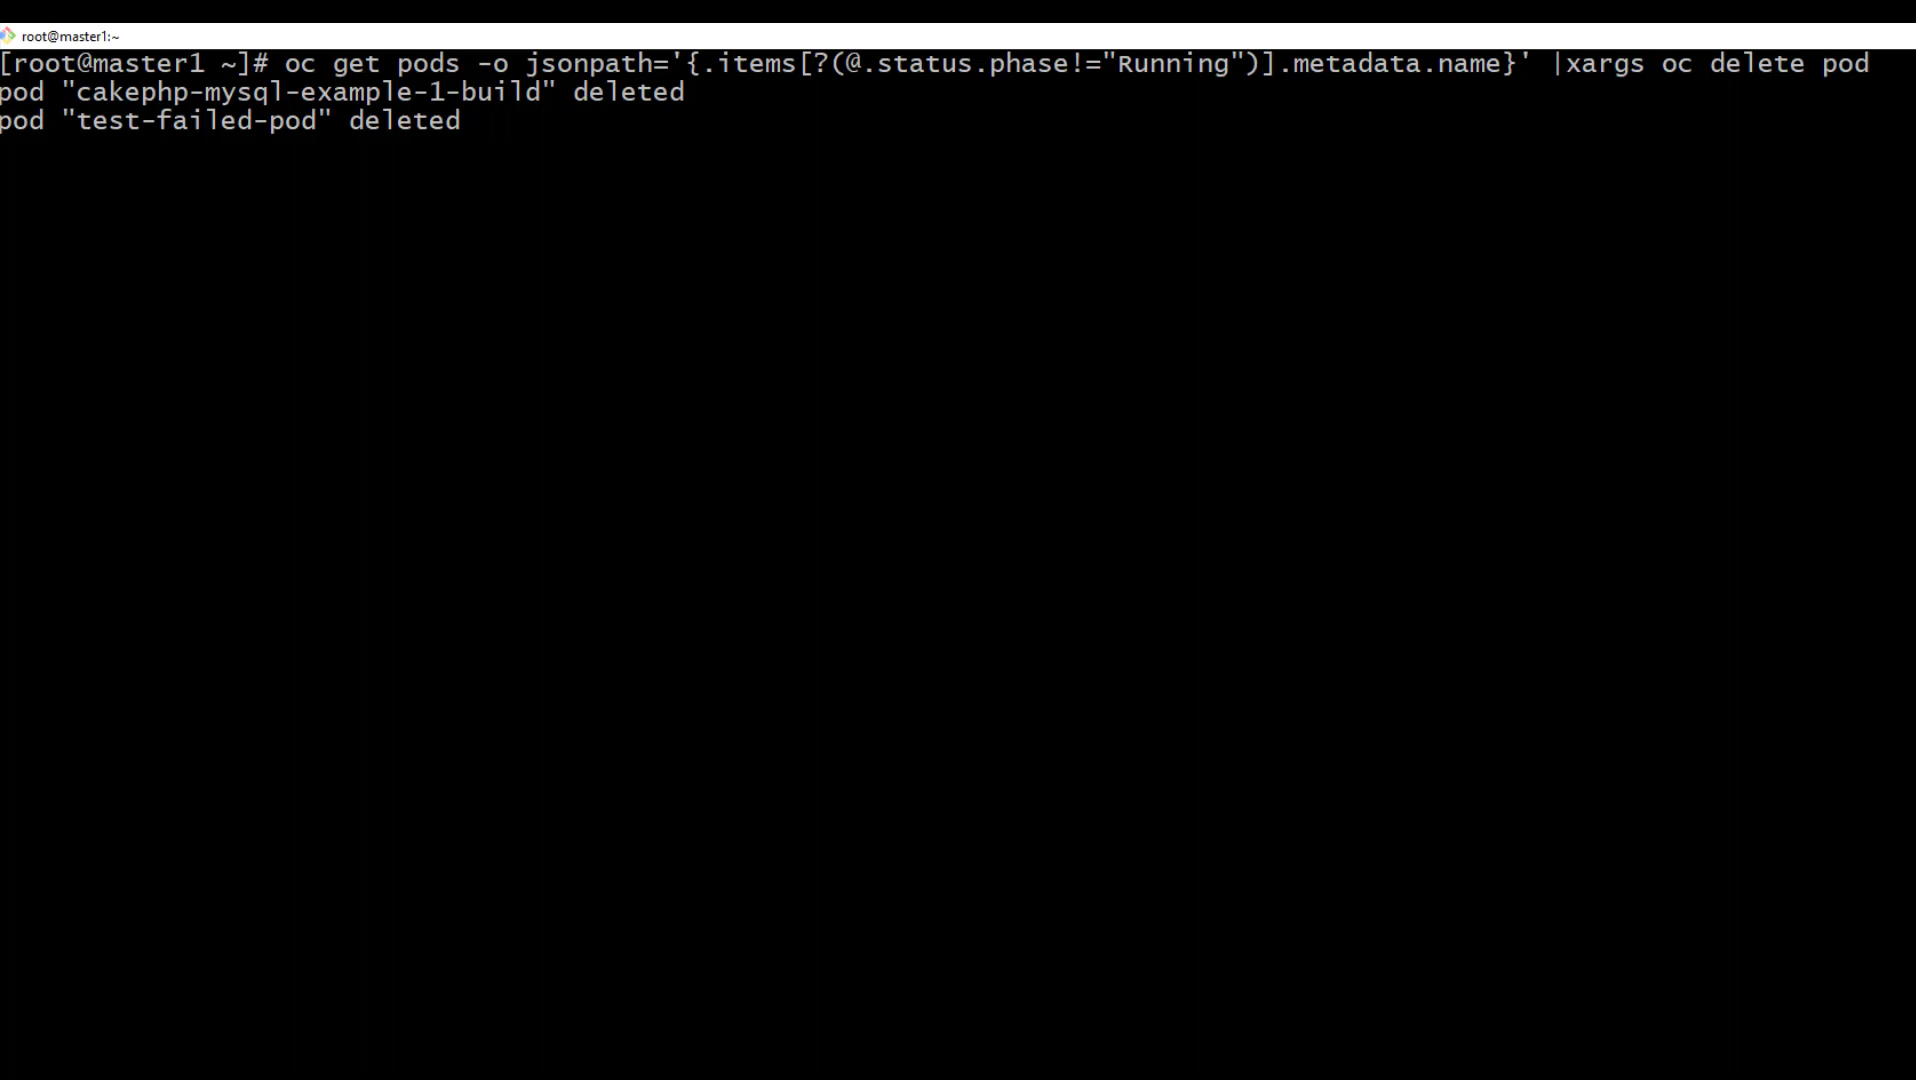 root@master1:~
[root@master1 ~]# oc get pods -o jsonpath='{.items[?(@.status.phase!="Running")].metadata.name}' |xargs oc delete pod
pod "cakephp-mysql-example-1-build" deleted
pod "test-failed-pod" deleted